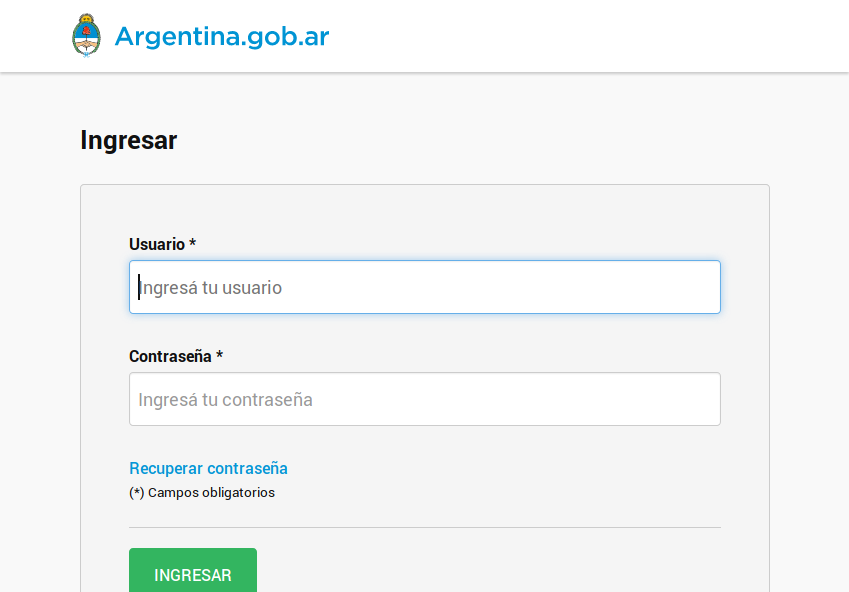 Argentina.gob.ar
Ingresar
Usuario *
Ingresá tu usuario
Contraseña *
Ingresá tu contraseña
Recuperar contraseña
(*) Campos obligatorios
INGRESAR